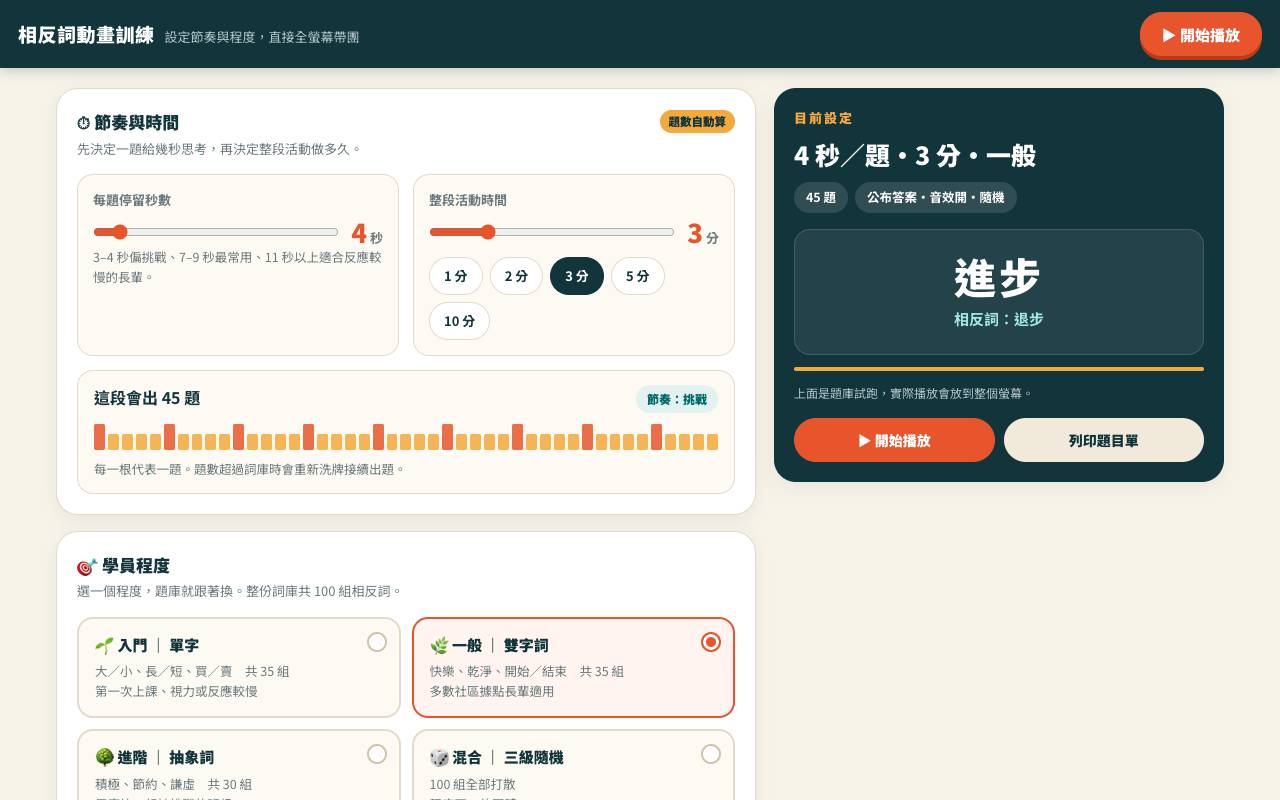 相反詞動畫訓練 設定節奏與程度，直接全螢幕帶團
▶ 開始播放
⏱ 節奏與時間
題數自動算
先決定一題給幾秒思考，再決定整段活動做多久。
每題停留秒數
4 秒
3–4 秒偏挑戰、7–9 秒最常用、11 秒以上適合反應較
慢的長輩。
整段活動時間
3 分
1 分 2 分 3 分 5 分
10 分
這段會出 45 題
節奏：挑戰
每一根代表一題。題數超過詞庫時會重新洗牌接續出題。
🎯 學員程度
選一個程度，題庫就跟著換。整份詞庫共 100 組相反詞。
🌱 入門｜單字
大／小、長／短、買／賣　共 35 組
第一次上課、視力或反應較慢
🌿 一般｜雙字詞
快樂、乾淨、開始／結束　共 35 組
多數社區據點長輩適用
🌳 進階｜抽象詞
積極、節約、謙虛　共 30 組
🎲 混合｜三級隨機
100 組全部打散
目前設定
4 秒／題・3 分・一般
45 題 公布答案・音效開・隨機
進步
相反詞：退步
上面是題庫試跑，實際播放會放到整個螢幕。
▶ 開始播放 列印題目單